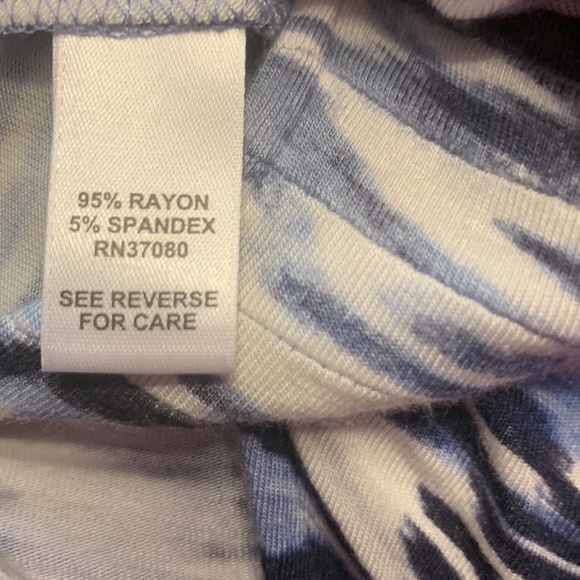 95% RAYON
5% SPANDEX
RN37080
SEE REVERSE
FOR CARE